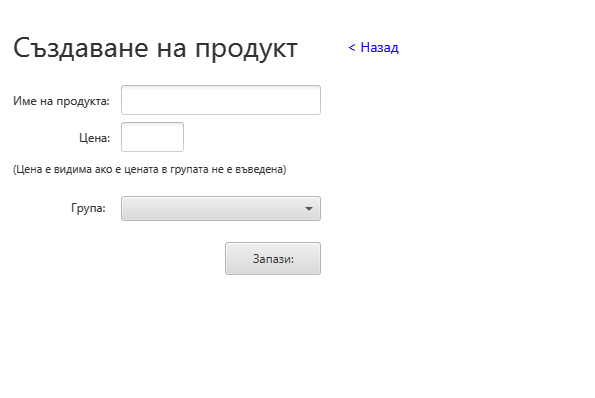 Създаване на продукт
< Назад
Име на продукта:
Цена:
(Цена е видима ако е цената в групата не е въведена)
Група:
Запази: